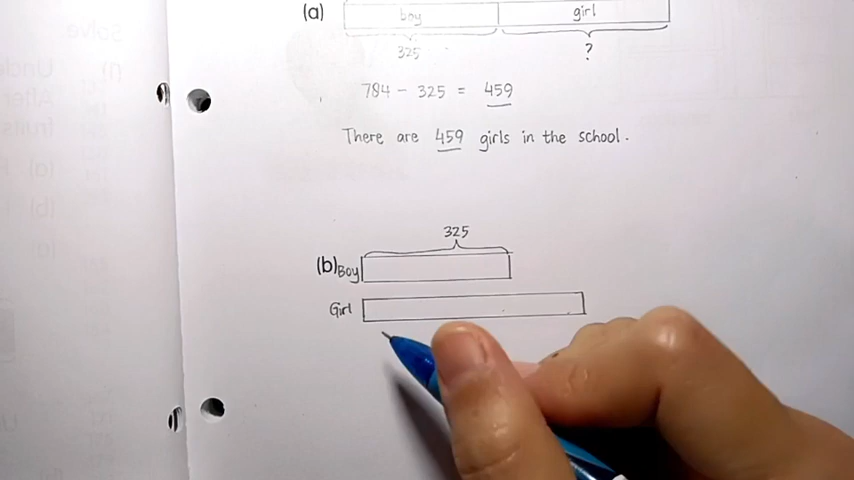 (a) boy girl
325 ?
784 - 325 = 459
There are 459 girls in the school.
325
(b) Boy
Girl